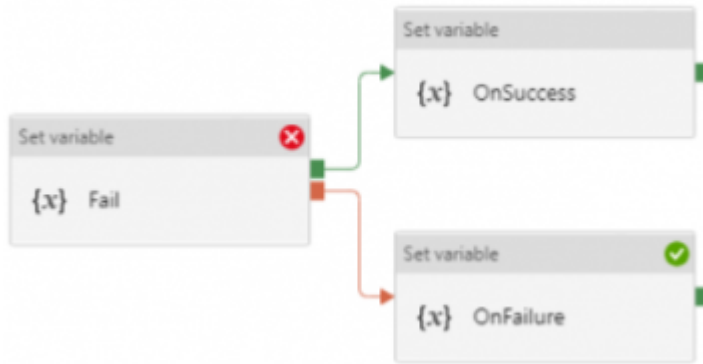 Set variable
{x} OnSuccess
Set variable
{x} Fail
Set variable
{x} OnFailure